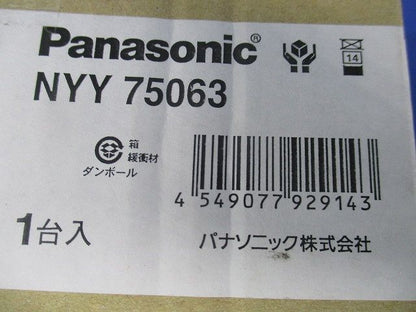 Panasonic®
14
NYY 75063
箱
緩衝材
ダンボール
4 549077 929143
1台入
パナソニック株式会社